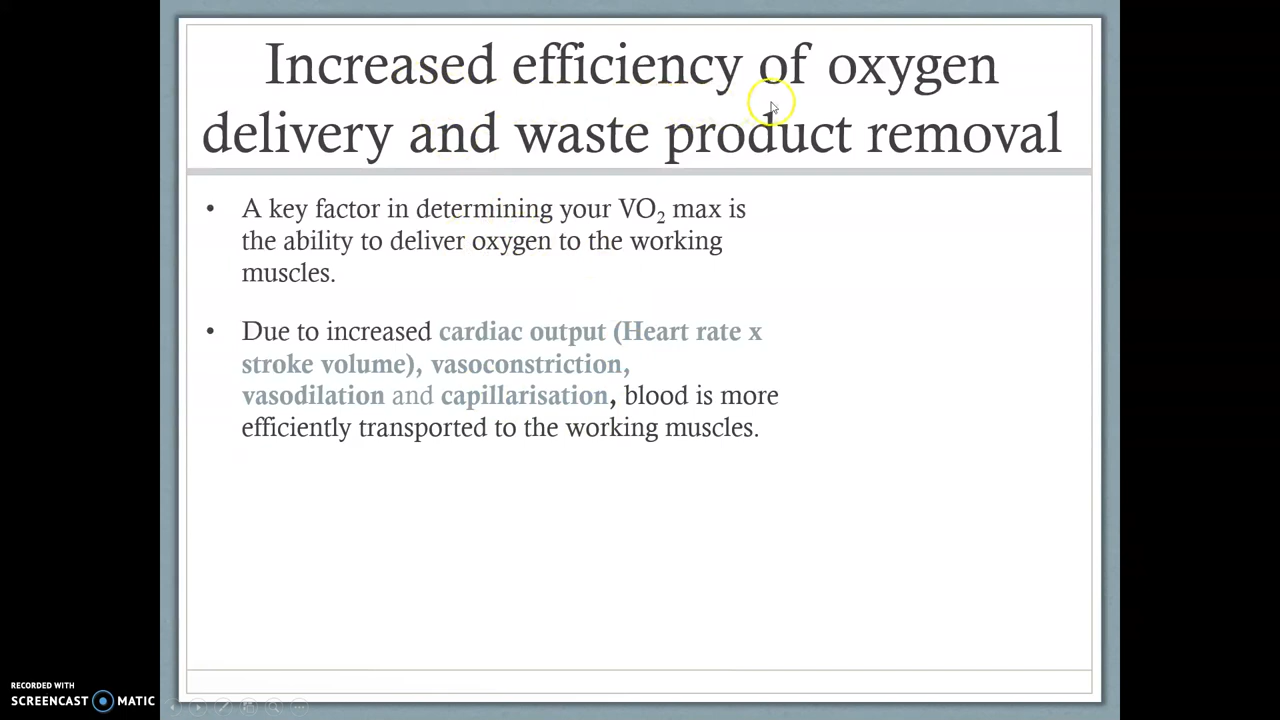 Increased efficiency of oxygen
delivery and waste product removal
• A key factor in determining your VO₂ max is
the ability to deliver oxygen to the working
muscles.
• Due to increased cardiac output (Heart rate x
stroke volume), vasoconstriction,
vasodilation and capillarisation, blood is more
efficiently transported to the working muscles.
RECORDED WITH
SCREENCAST MATIC